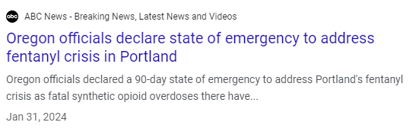 abc ABC News - Breaking News, Latest News and Videos
Oregon officials declare state of emergency to address
fentanyl crisis in Portland
Oregon officials declared a 90-day state of emergency to address Portland's fentanyl
crisis as fatal synthetic opioid overdoses there have...
Jan 31, 2024